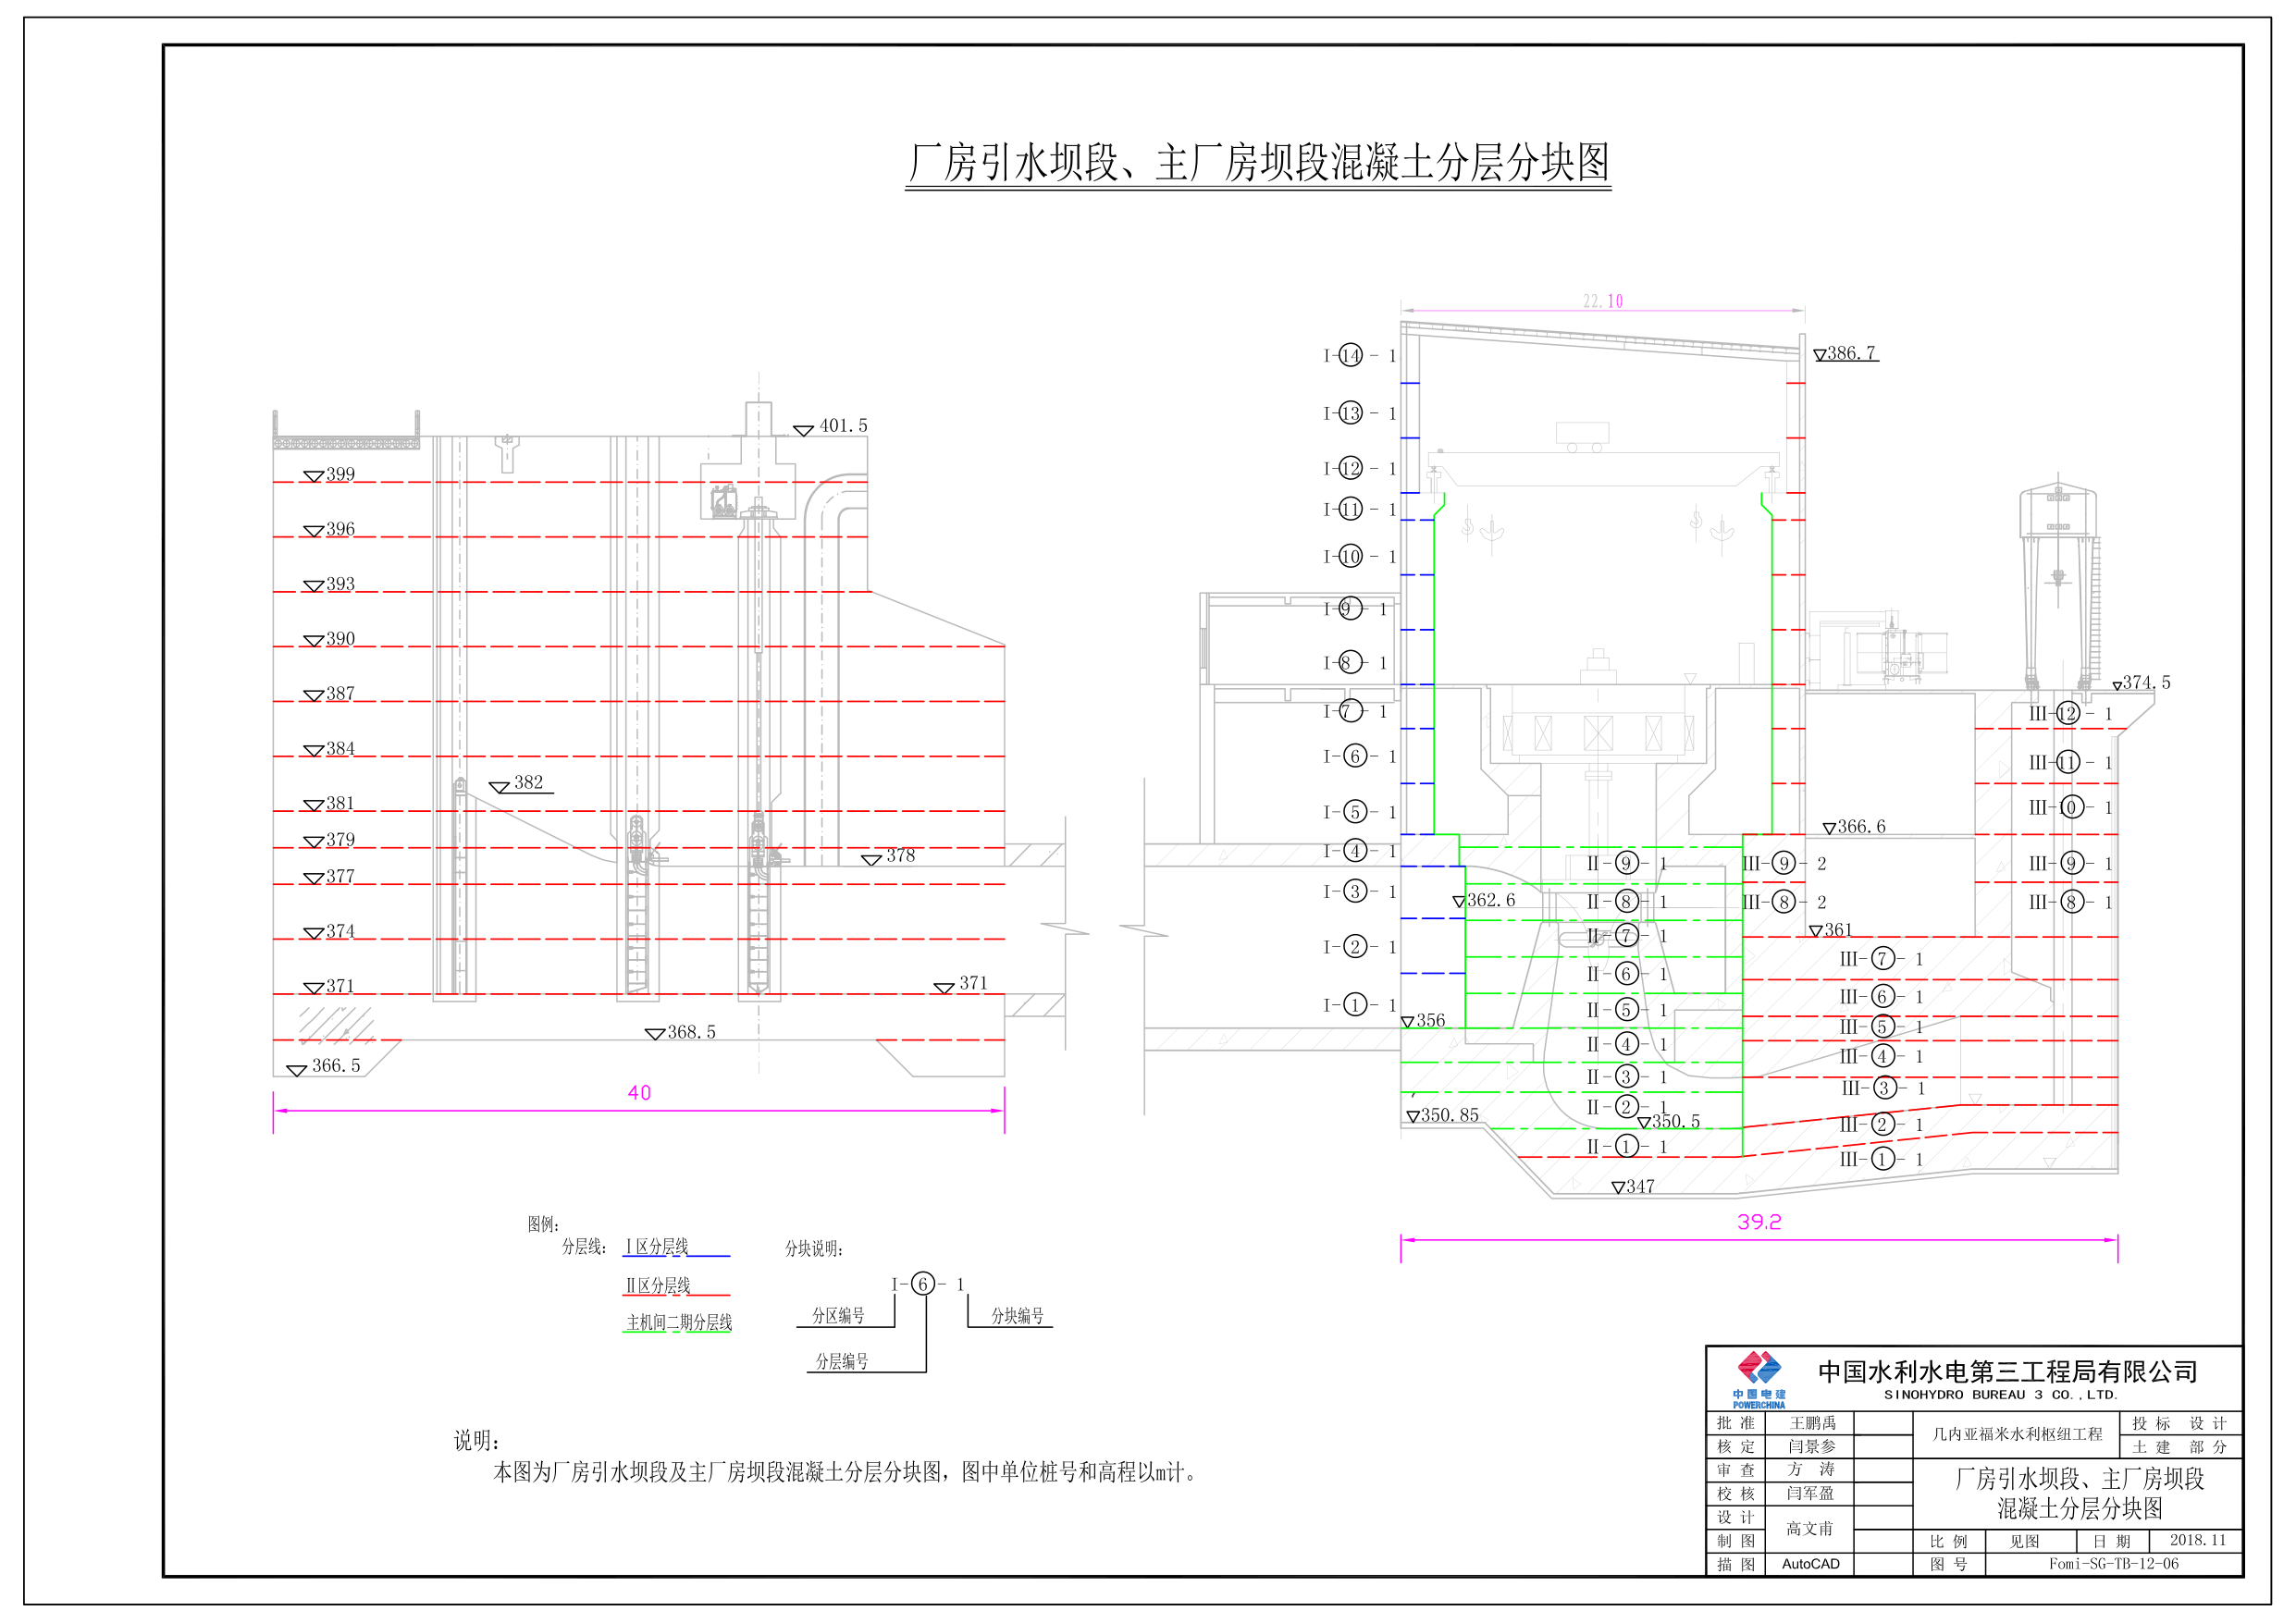 厂房引水坝段、主厂房坝段混凝土分层分块图
22.10
386.7
401.5
399
396
393
390
387
384
382
381
379
378
377
374
371
371
368.5
366.5
40
I-⑭-1
I-⑬-1
I-⑫-1
I-⑪-1
I-⑩-1
I-⑨-1
I-⑧-1
I-⑦-1
I-⑥-1
I-⑤-1
I-④-1
I-③-1
I-②-1
I-①-1
374.5
366.6
362.6
361
356
350.85
350.5
347
II-⑨-1
II-⑧-1
II-⑦-1
II-⑥-1
II-⑤-1
II-④-1
II-③-1
II-②-1
II-①-1
III-⑨-2
III-⑧-2
III-⑫-1
III-⑪-1
III-⑩-1
III-⑨-1
III-⑧-1
III-⑦-1
III-⑥-1
III-⑤-1
III-④-1
III-③-1
III-②-1
III-①-1
39.2
图例:
分层线: I区分层线
II区分层线
主机间二期分层线
分块说明:
I-⑥-1
分区编号
分块编号
分层编号
说明:
本图为厂房引水坝段及主厂房坝段混凝土分层分块图，图中单位桩号和高程以m计。
中国电建
POWERCHINA
中国水利水电第三工程局有限公司
SINOHYDRO BUREAU 3 CO.,LTD.
批准 王鹏禹
核定 闫景参
审查 方涛
校核 闫军盈
设计
制图
高文甫
描图 AutoCAD
几内亚福米水利枢纽工程
投标 设计
土建 部分
厂房引水坝段、主厂房坝段
混凝土分层分块图
比例 见图 日期 2018.11
图号 Fomi-SG-TB-12-06